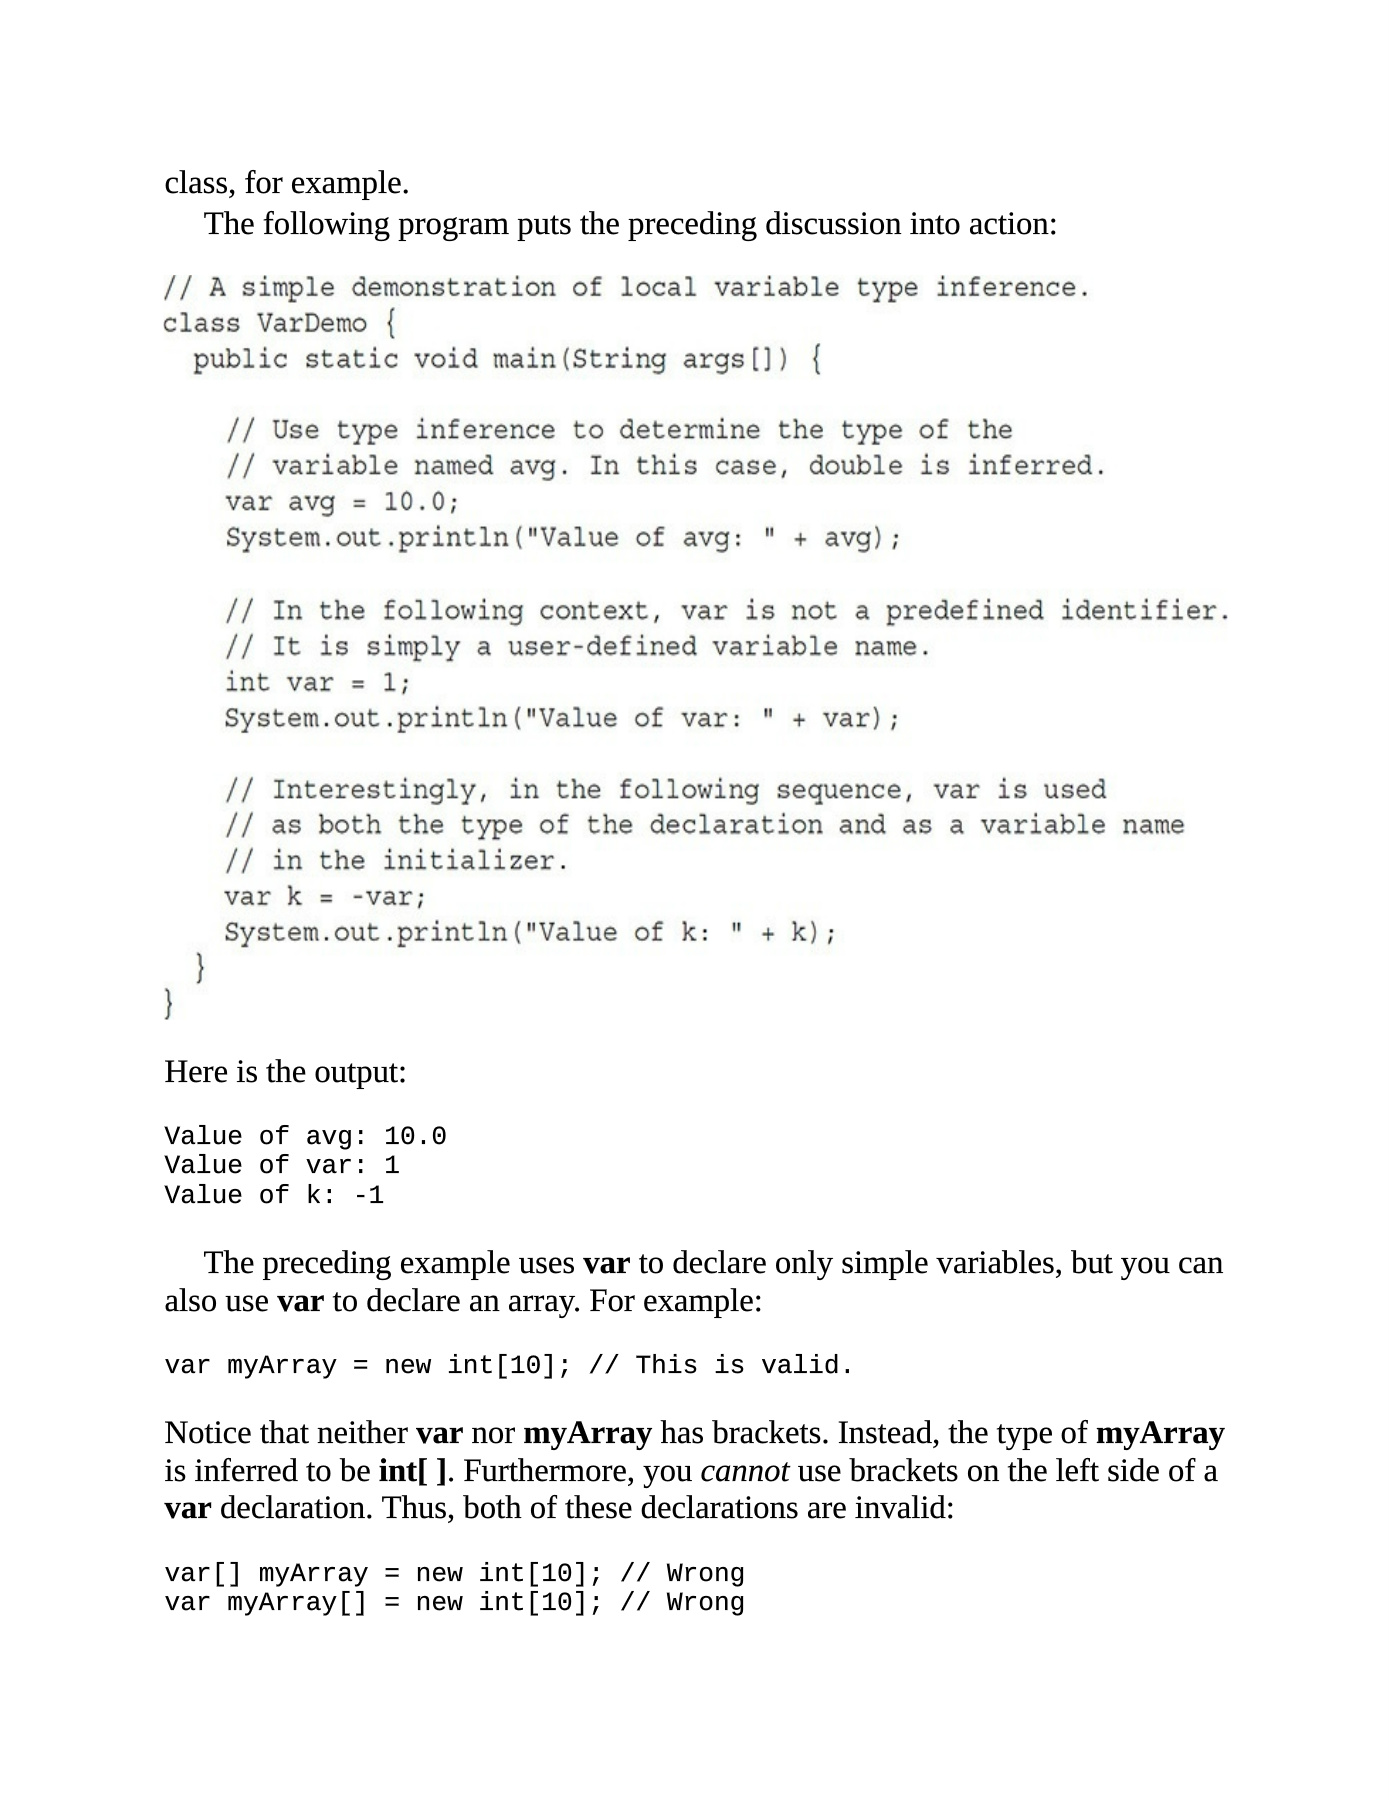 class, for example.
The following program puts the preceding discussion into action:
// A simple demonstration of local variable type inference.
class VarDemo {
  public static void main(String args[]) {
    // Use type inference to determine the type of the
    // variable named avg. In this case, double is inferred.
    var avg = 10.0;
    System.out.println("Value of avg: " + avg);
    // In the following context, var is not a predefined identifier.
    // It is simply a user-defined variable name.
    int var = 1;
    System.out.println("Value of var: " + var);
    // Interestingly, in the following sequence, var is used
    // as both the type of the declaration and as a variable name
    // in the initializer.
    var k = -var;
    System.out.println("Value of k: " + k);
  }
}
Here is the output:
Value of avg: 10.0
Value of var: 1
Value of k: -1
The preceding example uses var to declare only simple variables, but you can
also use var to declare an array. For example:
var myArray = new int[10]; // This is valid.
Notice that neither var nor myArray has brackets. Instead, the type of myArray
is inferred to be int[ ]. Furthermore, you cannot use brackets on the left side of a
var declaration. Thus, both of these declarations are invalid:
var[] myArray = new int[10]; // Wrong
var myArray[] = new int[10]; // Wrong